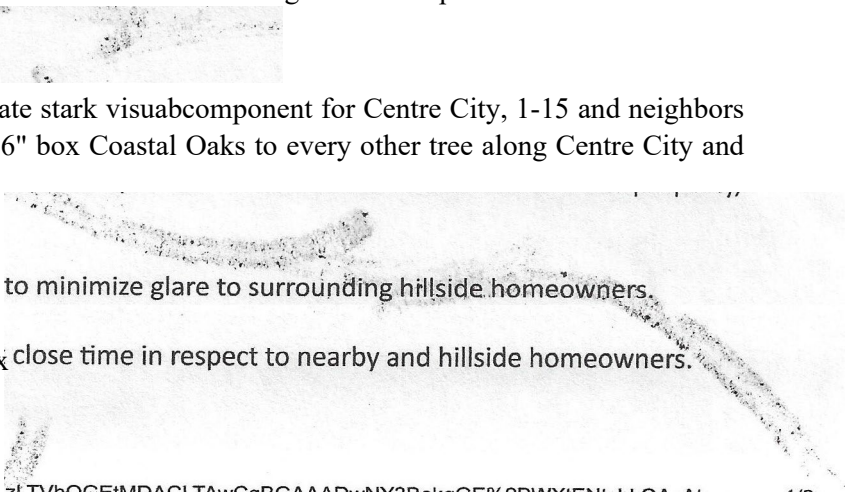 ate stark visuabcomponent for Centre City, 1-15 and neighbors
6" box Coastal Oaks to every other tree along Centre City and
to minimize glare to surrounding hillside homeowners.
x close time in respect to nearby and hillside homeowners.